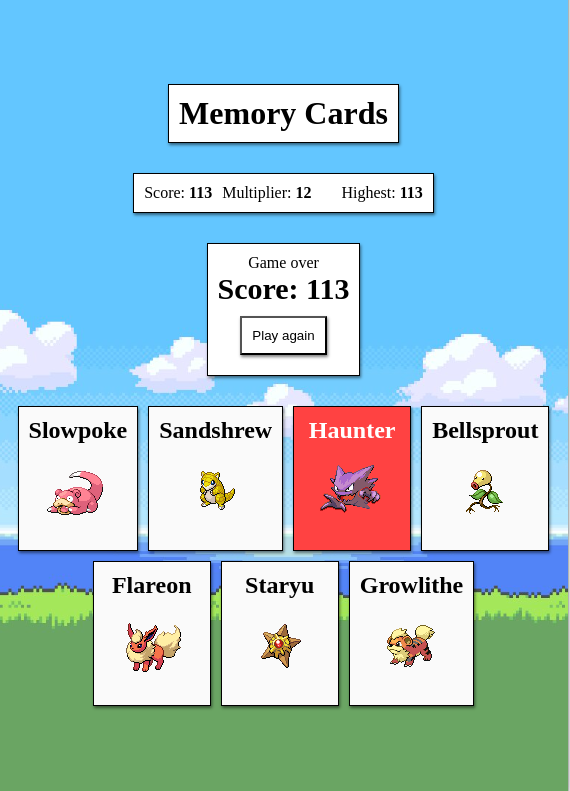 Memory Cards
Score: 113 Multiplier: 12 Highest: 113
Game over
Score: 113
Play again
Slowpoke Sandshrew Haunter Bellsprout
Flareon Staryu Growlithe